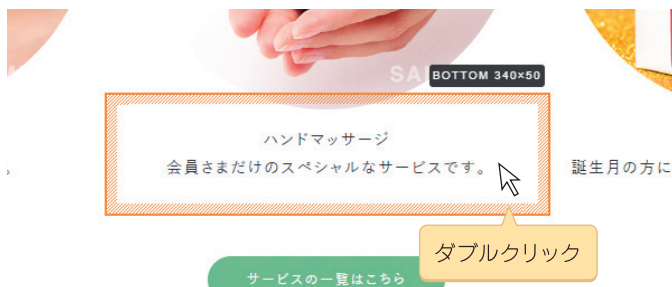 SA
BOTTOM 340×50
ハンドマッサージ
会員さまだけのスペシャルなサービスです。
。
誕生月の方に
ダブルクリック
サービスの一覧はこちら